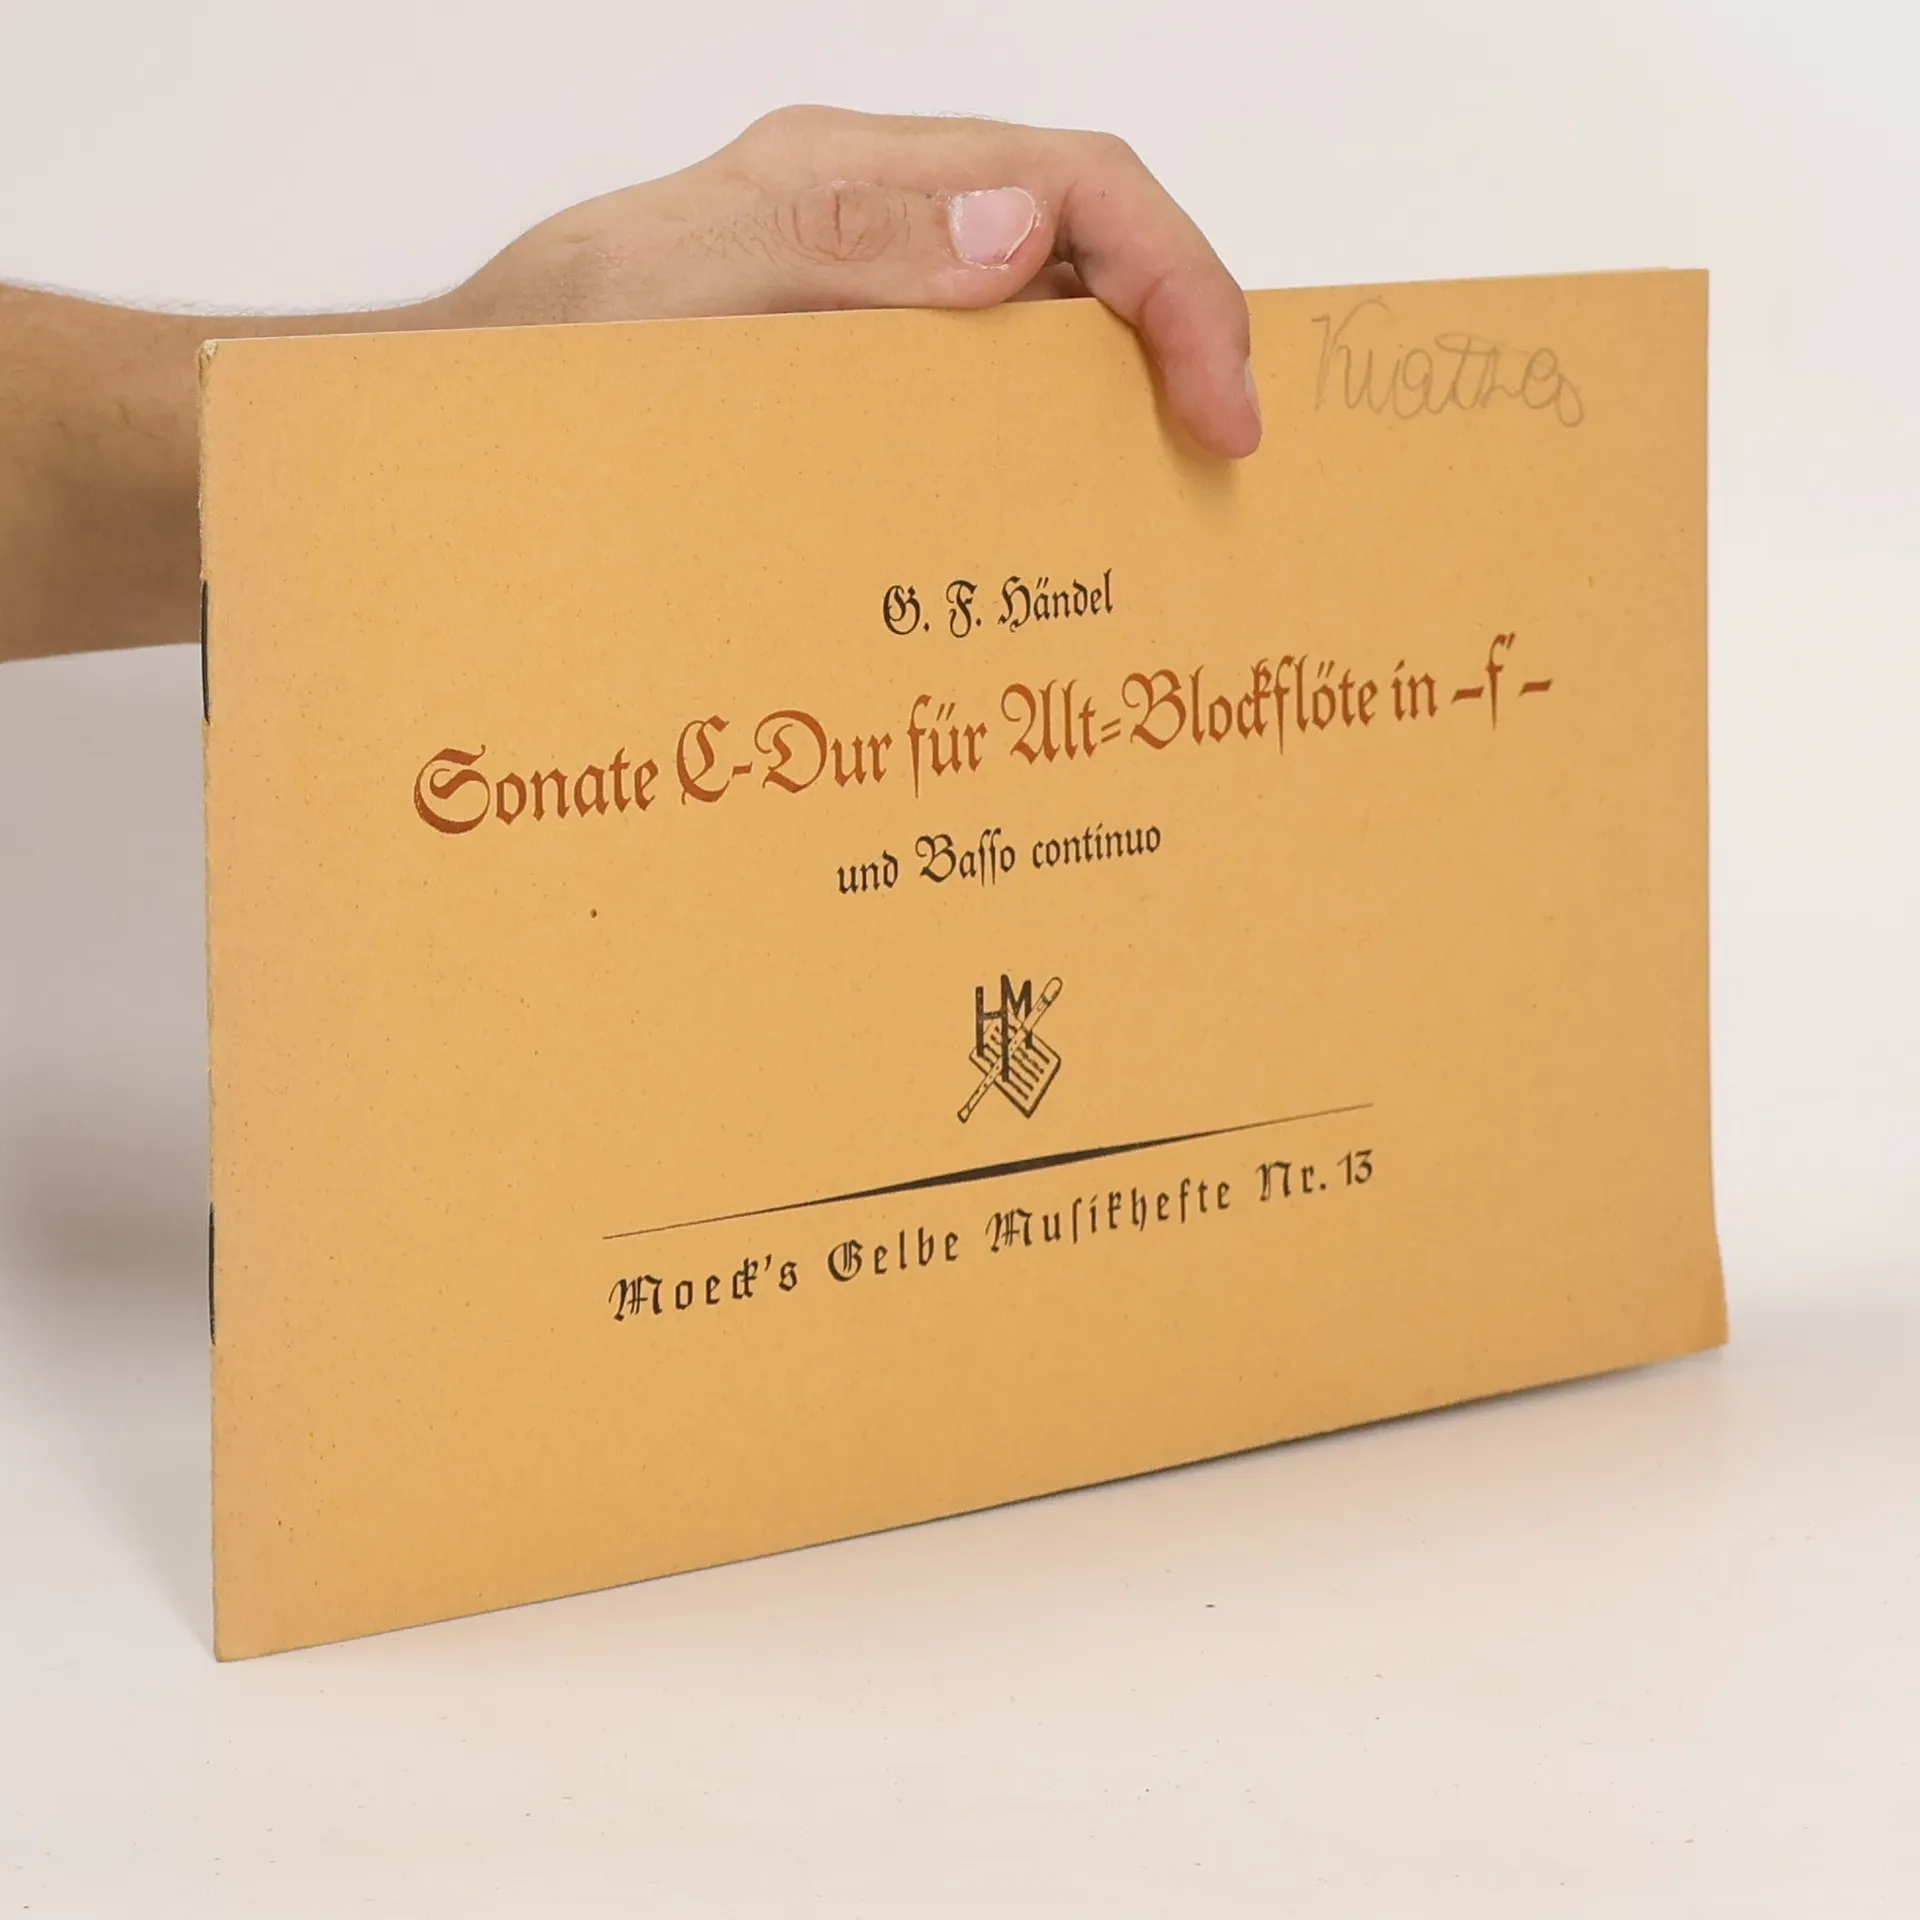 G. F. Händel
Sonate C-Dur für Alt=Blockflöte in -f'-
und Baſſo continuo
HM
Moeck's Gelbe Muſikhefte Nr. 13